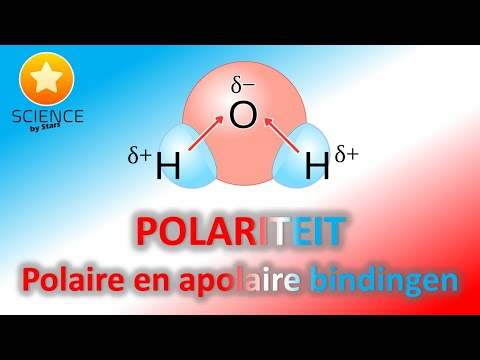 SCIENCE
by Stars
δ−
O
δ+ H H δ+
POLARITEIT
Polaire en apolaire bindingen